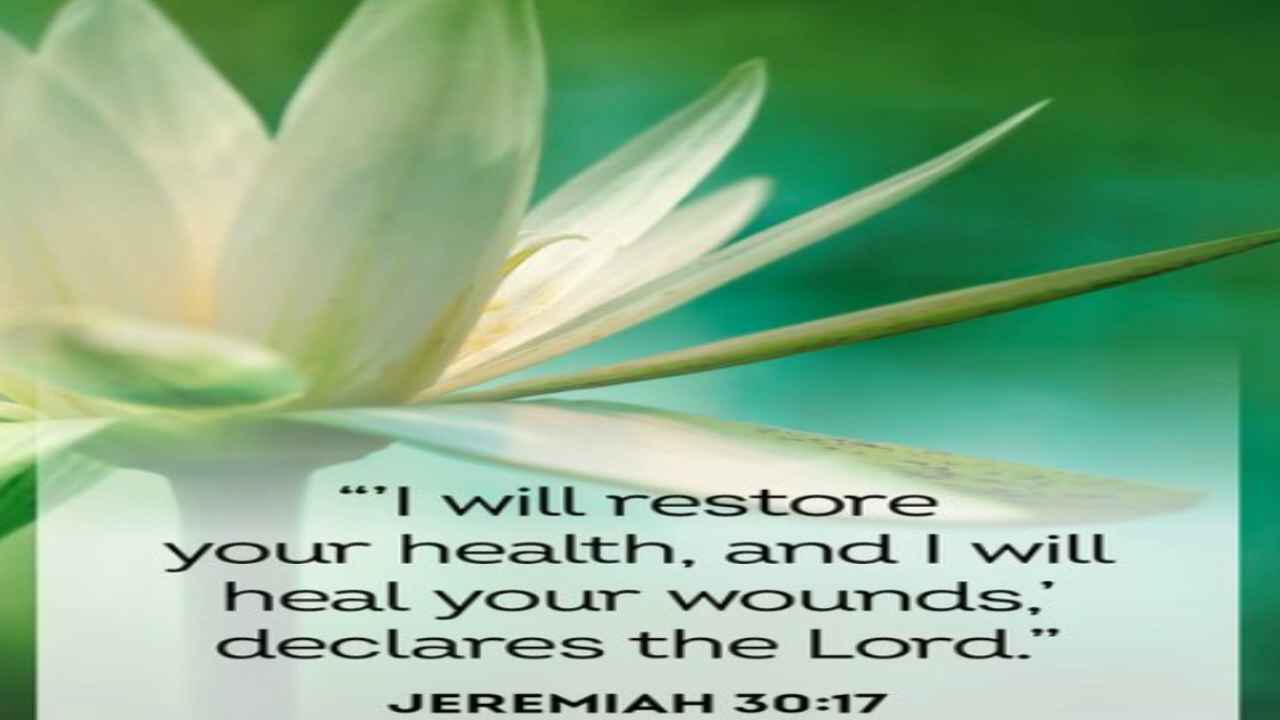 “’I will restore
your health, and I will
heal your wounds,’
declares the Lord.”
JEREMIAH 30:17